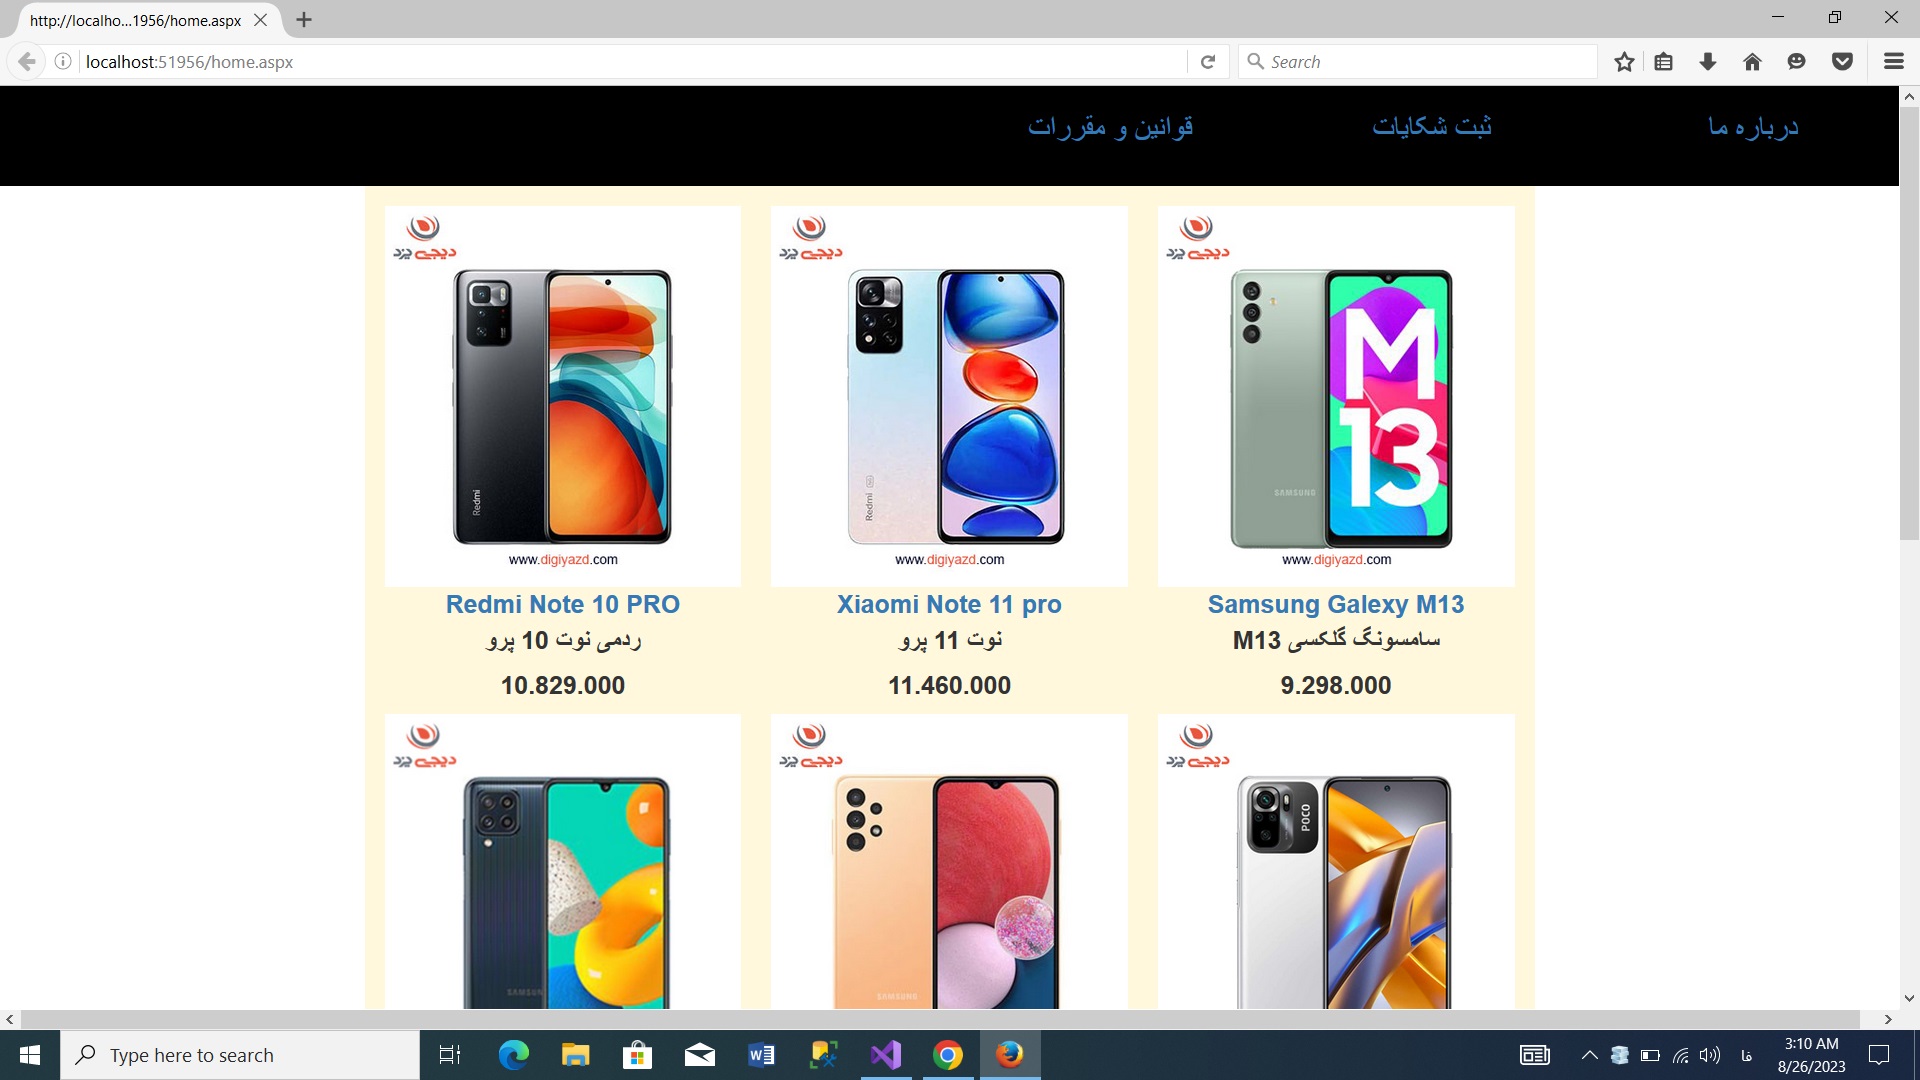 http://localho...1956/home.aspx
localhost:51956/home.aspx
Search
درباره ما
ثبت شکایات
قوانین و مقررات
دیجی یزد
دیجی یزد
دیجی یزد
Redmi
Redmi
5G
M
13
SAMSUNG
www.digiyazd.com
www.digiyazd.com
www.digiyazd.com
Redmi Note 10 PRO
Xiaomi Note 11 pro
Samsung Galexy M13
ردمی نوت 10 پرو
نوت 11 پرو
سامسونگ گلکسی M13
10.829.000
11.460.000
9.298.000
دیجی یزد
دیجی یزد
دیجی یزد
POCO
SAMSUNG
SAMSUNG
Type here to search
فا
3:10 AM
8/26/2023